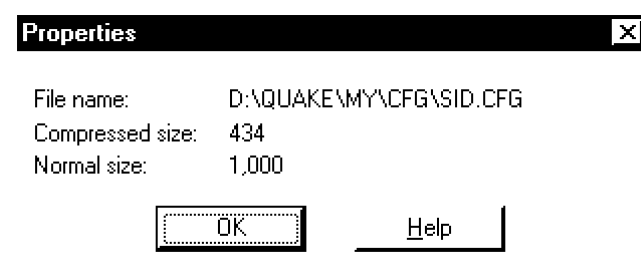 Properties
File name: D:\QUAKE\MY\CFG\SID.CFG
Compressed size: 434
Normal size: 1,000
OK Help